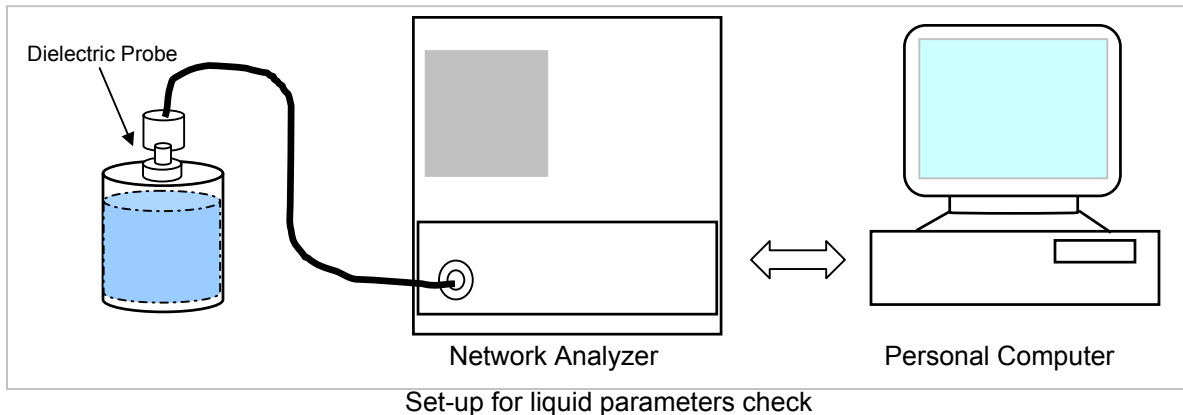 Dielectric Probe
Network Analyzer
Personal Computer
Set-up for liquid parameters check